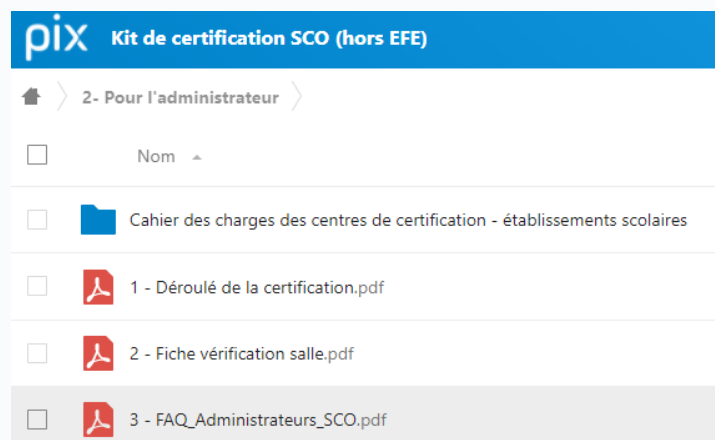 pix Kit de certification SCO (hors EFE)
2- Pour l'administrateur
Nom
Cahier des charges des centres de certification - établissements scolaires
1 - Déroulé de la certification.pdf
2 - Fiche vérification salle.pdf
3 - FAQ_Administrateurs_SCO.pdf